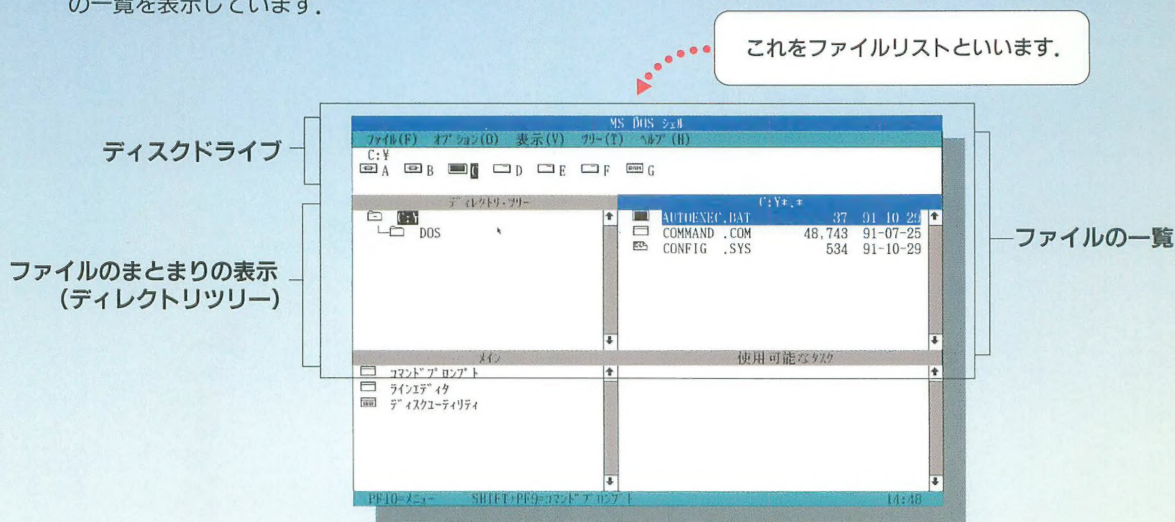 の一覧を表示しています.
これをファイルリストといいます.
MS DOS シェル
ファイル(F) オプション(O) 表示(V) ツリー(T) ヘルプ(H)
C:¥
A B C D E F G
ディスクドライブ
ディレクトリ・ツリー
C:¥*.*
C:¥
DOS
AUTOEXEC.BAT 37 91-10-29
COMMAND .COM 48,743 91-07-25
CONFIG .SYS 534 91-10-29
ファイルの一覧
ファイルのまとまりの表示
(ディレクトリツリー)
メイン
使用可能なタスク
コマンドプロンプト
ラインエディタ
ディスクユーティリティ
PF10=メニュー SHIFT+PF9=コマンドプロンプト 14:48